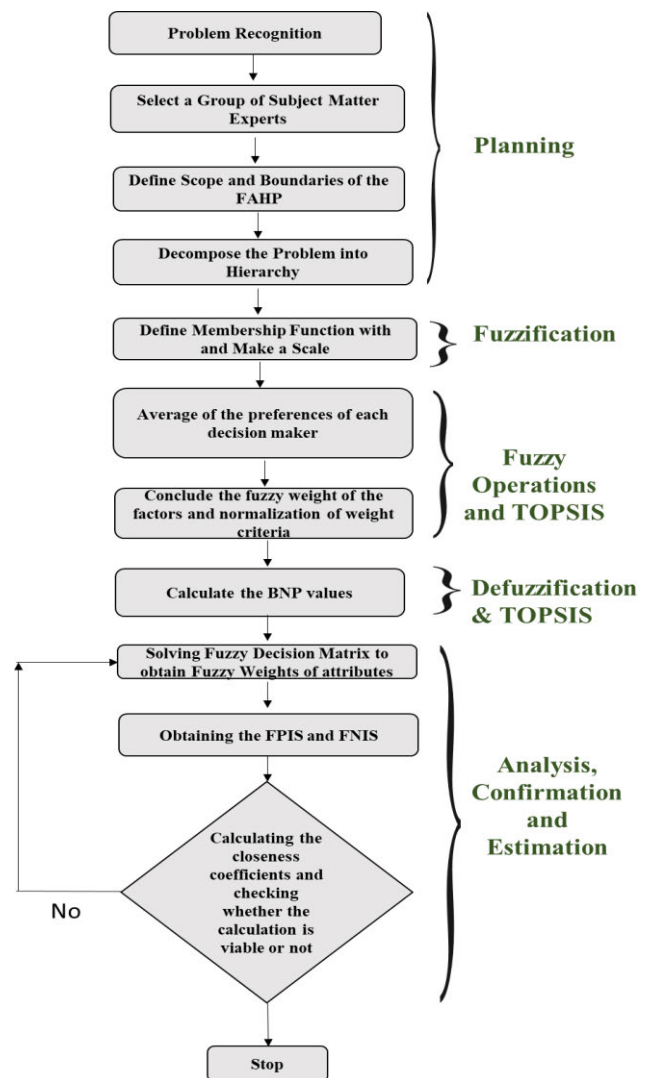 Problem Recognition
Select a Group of Subject Matter
Experts
Planning
Define Scope and Boundaries of the
FAHP
Decompose the Problem into
Hierarchy
Define Membership Function with
and Make a Scale
Fuzzification
Average of the preferences of each
decision maker
Conclude the fuzzy weight of the
factors and normalization of weight
criteria
Fuzzy
Operations
and TOPSIS
Calculate the BNP values
Defuzzification
& TOPSIS
Solving Fuzzy Decision Matrix to
obtain Fuzzy Weights of attributes
Obtaining the FPIS and FNIS
Analysis,
Confirmation
and
Estimation
Calculating the
closeness
coefficients and
checking
whether the
calculation is
viable or not
No
Stop